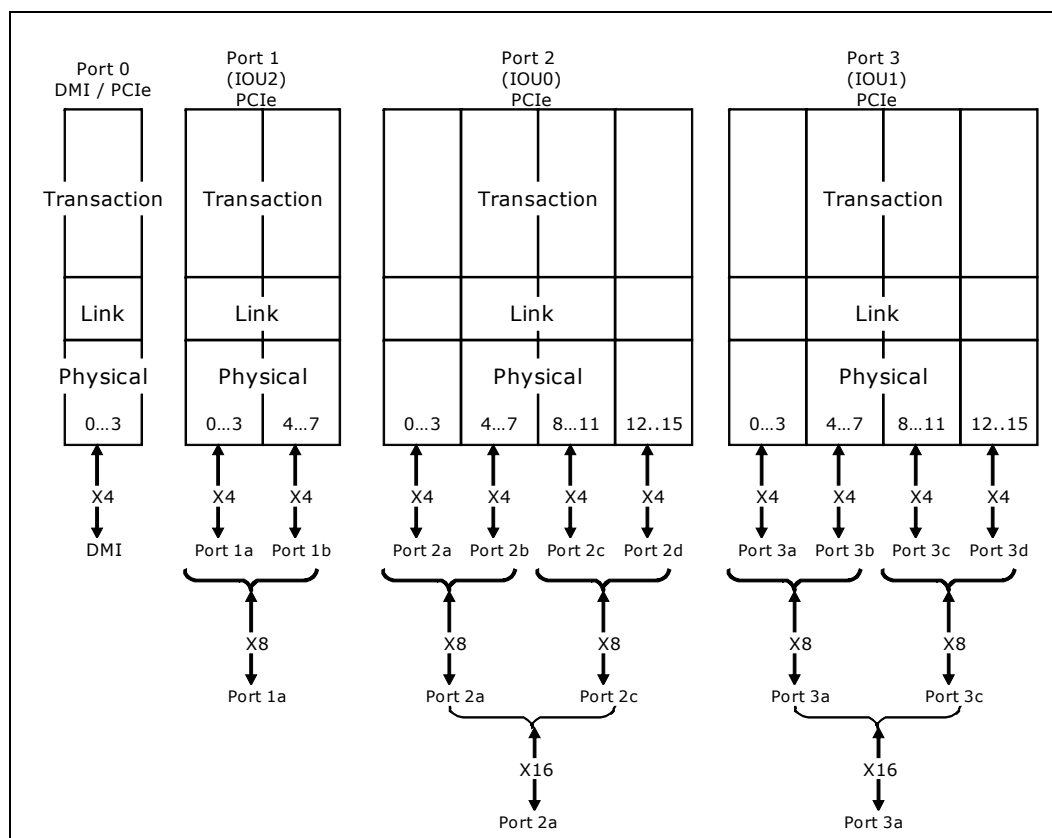 Port 0
DMI / PCIe
Port 1
(IOU2)
PCIe
Port 2
(IOU0)
PCIe
Port 3
(IOU1)
PCIe
Transaction Transaction Transaction Transaction
Link Link Link Link
Physical Physical Physical Physical
0...3 0...3 4...7 0...3 4...7 8...11 12..15 0...3 4...7 8...11 12..15
X4 X4 X4 X4 X4 X4 X4 X4 X4 X4 X4
DMI Port 1a Port 1b Port 2a Port 2b Port 2c Port 2d Port 3a Port 3b Port 3c Port 3d
X8 X8 X8 X8 X8
Port 1a Port 2a Port 2c Port 3a Port 3c
X16 X16
Port 2a Port 3a